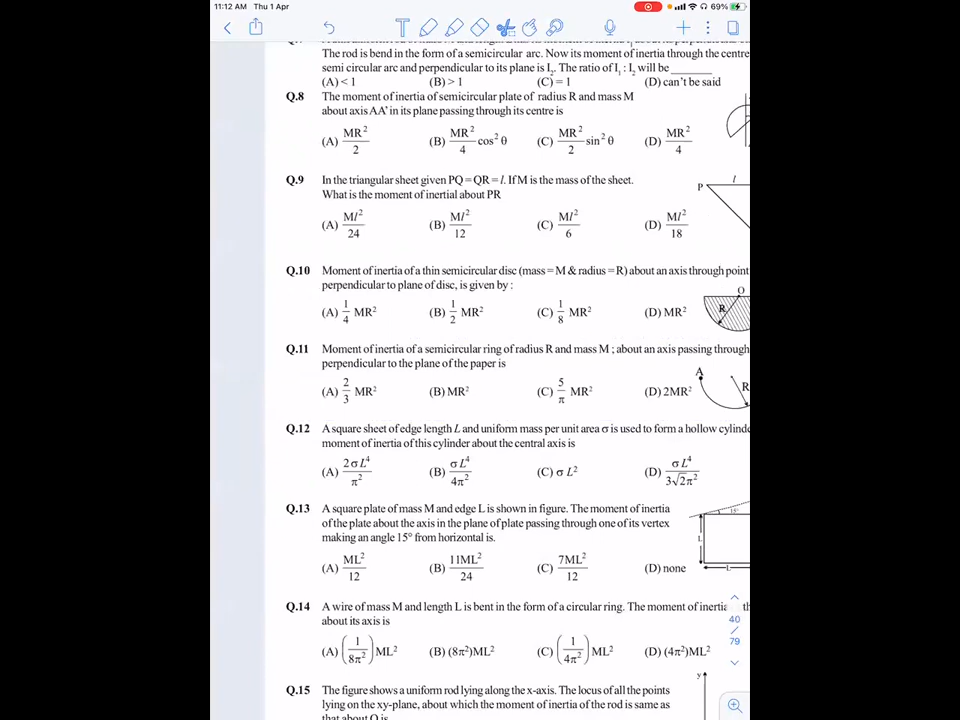 11:12 AM Thu 1 Apr
69%
The rod is bend in the form of a semicircular arc. Now its moment of inertia through the centre
semi circular arc and perpendicular to its plane is I₂. The ratio of I₁ : I₂ will be ________
(A) < 1 (B) > 1 (C) = 1 (D) can't be said
Q.8 The moment of inertia of semicircular plate of radius R and mass M
about axis AA' in its plane passing through its centre is
(A) MR²/2 (B) MR²/4 cos² θ (C) MR²/2 sin² θ (D) MR²/4
Q.9 In the triangular sheet given PQ = QR = l. If M is the mass of the sheet.
What is the moment of inertial about PR
P l
(A) Ml²/24 (B) Ml²/12 (C) Ml²/6 (D) Ml²/18
Q.10 Moment of inertia of a thin semicircular disc (mass = M & radius = R) about an axis through point
perpendicular to plane of disc, is given by :
O
R
(A) 1/4 MR² (B) 1/2 MR² (C) 1/8 MR² (D) MR²
Q.11 Moment of inertia of a semicircular ring of radius R and mass M ; about an axis passing through
perpendicular to the plane of the paper is
A
R
(A) 2/3 MR² (B) MR² (C) 5/π MR² (D) 2MR²
Q.12 A square sheet of edge length L and uniform mass per unit area σ is used to form a hollow cylinde
moment of inertia of this cylinder about the central axis is
(A) 2σL⁴/π² (B) σL⁴/4π² (C) σ L² (D) σL⁴/3√2π²
Q.13 A square plate of mass M and edge L is shown in figure. The moment of inertia
of the plate about the axis in the plane of plate passing through one of its vertex
making an angle 15° from horizontal is.
15°
L
L
(A) ML²/12 (B) 11ML²/24 (C) 7ML²/12 (D) none
Q.14 A wire of mass M and length L is bent in the form of a circular ring. The moment of inertia
about its axis is
(A) (1/8π²) ML² (B) (8π²)ML² (C) (1/4π²) ML² (D) (4π²)ML²
40
/
79
Q.15 The figure shows a uniform rod lying along the x-axis. The locus of all the points
lying on the xy-plane, about which the moment of inertia of the rod is same as
that about O is
y